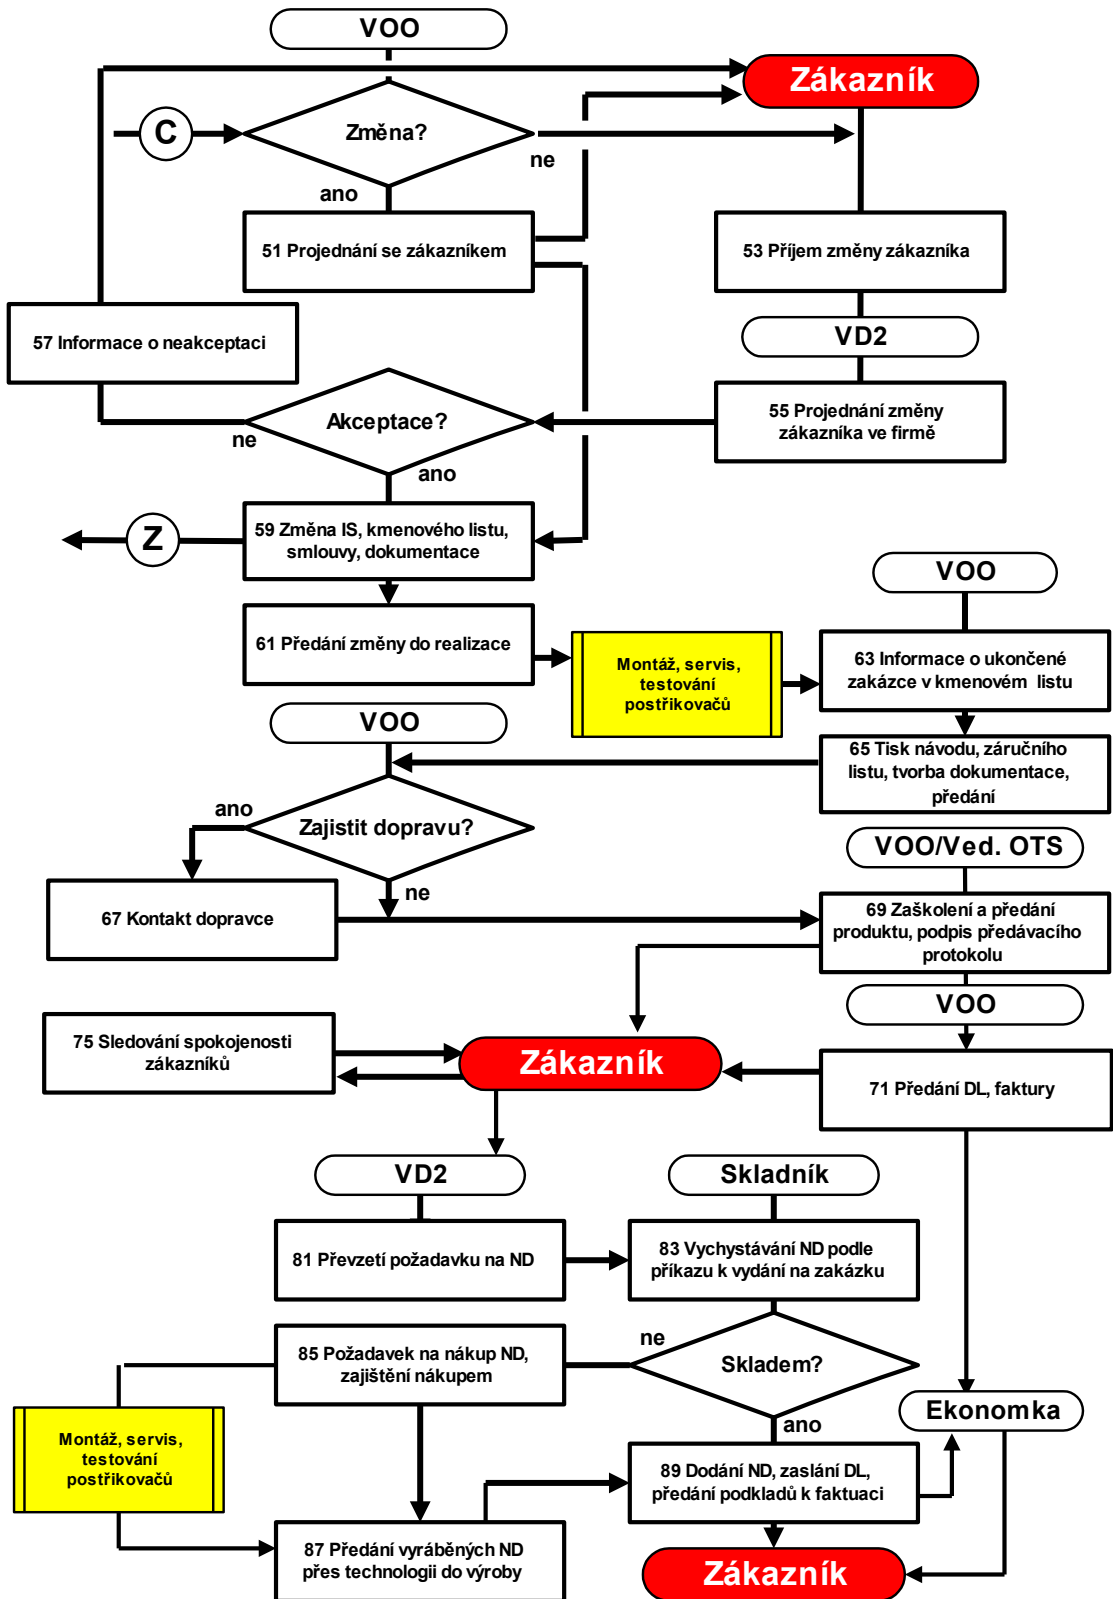 VOO
Zákazník
C
Změna?
ne
ano
51 Projednání se zákazníkem
53 Příjem změny zákazníka
57 Informace o neakceptaci
VD2
Akceptace?
ne
ano
55 Projednání změny
zákazníka ve firmě
Z
59 Změna IS, kmenového listu,
smlouvy, dokumentace
VOO
61 Předání změny do realizace
Montáž, servis,
testování
postřikovačů
63 Informace o ukončené
zakázce v kmenovém listu
VOO
65 Tisk návodu, záručního
listu, tvorba dokumentace,
předání
ano
Zajistit dopravu?
ne
VOO/Ved. OTS
67 Kontakt dopravce
69 Zaškolení a předání
produktu, podpis předávacího
protokolu
VOO
75 Sledování spokojenosti
zákazníků
Zákazník
71 Předání DL, faktury
VD2
Skladník
81 Převzetí požadavku na ND
83 Vychystávání ND podle
příkazu k vydání na zakázku
ne
85 Požadavek na nákup ND,
zajištění nákupem
Skladem?
ano
Ekonomka
Montáž, servis,
testování
postřikovačů
89 Dodání ND, zaslání DL,
předání podkladů k faktuaci
87 Předání vyráběných ND
přes technologii do výroby
Zákazník